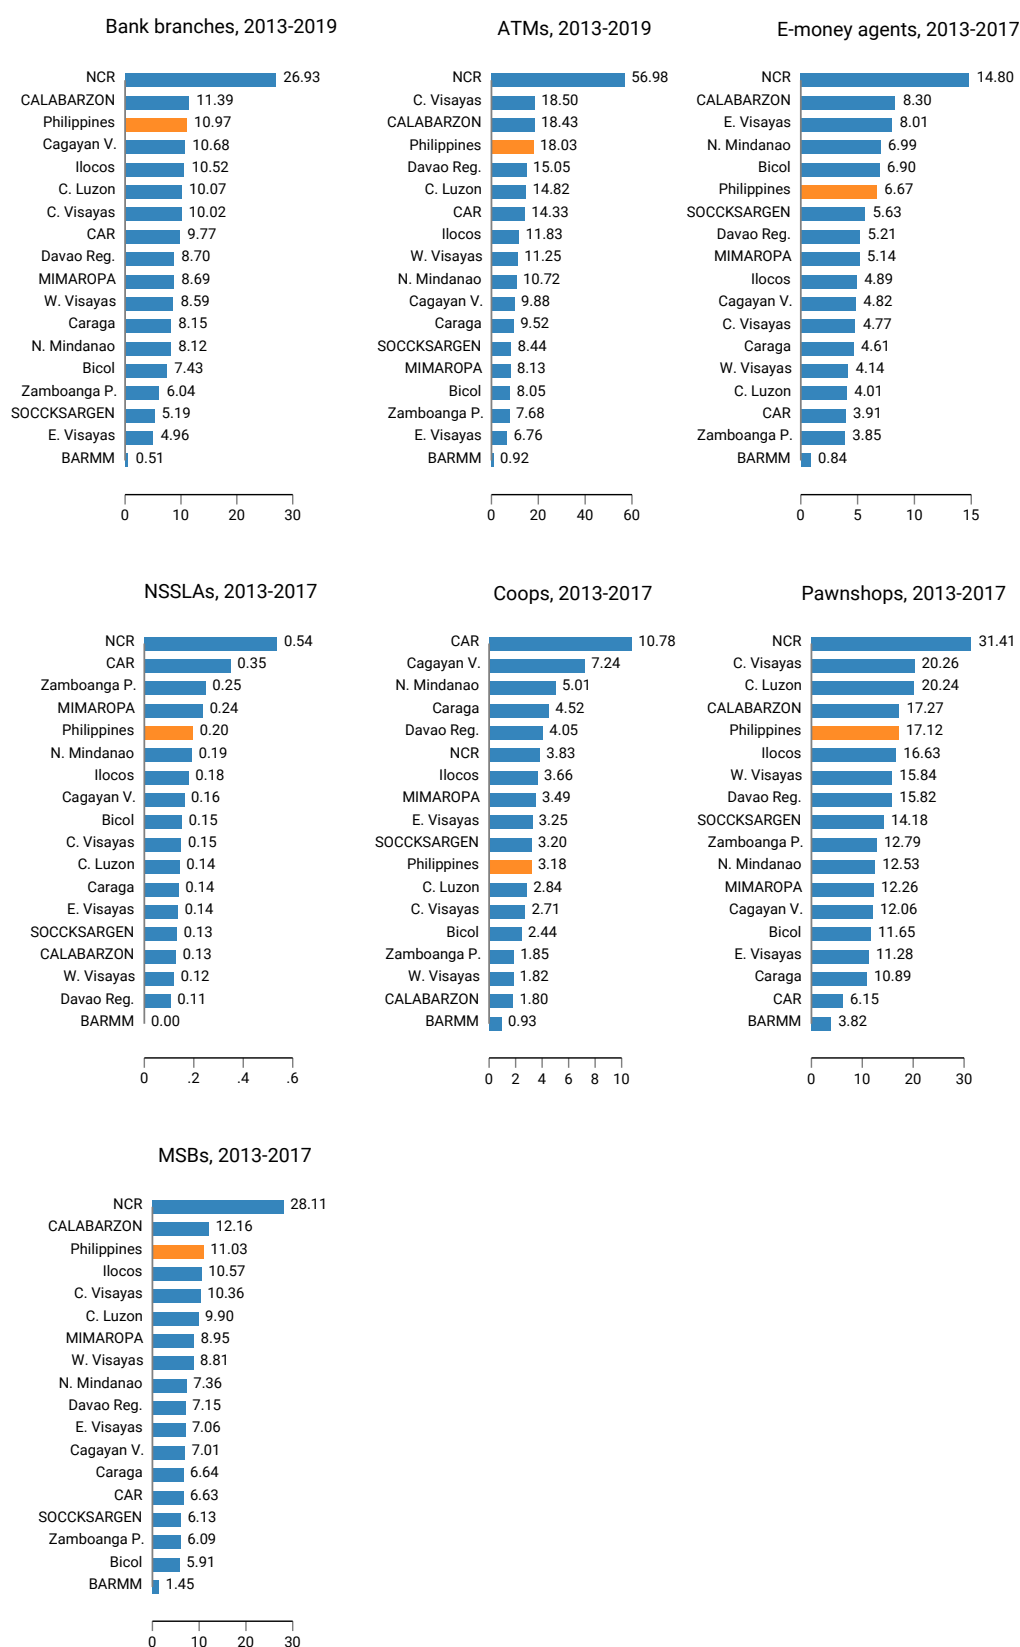 Bank branches, 2013-2019
NCR 26.93
CALABARZON 11.39
Philippines 10.97
Cagayan V. 10.68
Ilocos 10.52
C. Luzon 10.07
C. Visayas 10.02
CAR 9.77
Davao Reg. 8.70
MIMAROPA 8.69
W. Visayas 8.59
Caraga 8.15
N. Mindanao 8.12
Bicol 7.43
Zamboanga P. 6.04
SOCCKSARGEN 5.19
E. Visayas 4.96
BARMM 0.51
0 10 20 30
ATMs, 2013-2019
NCR 56.98
C. Visayas 18.50
CALABARZON 18.43
Philippines 18.03
Davao Reg. 15.05
C. Luzon 14.82
CAR 14.33
Ilocos 11.83
W. Visayas 11.25
N. Mindanao 10.72
Cagayan V. 9.88
Caraga 9.52
SOCCKSARGEN 8.44
MIMAROPA 8.13
Bicol 8.05
Zamboanga P. 7.68
E. Visayas 6.76
BARMM 0.92
0 20 40 60
E-money agents, 2013-2017
NCR 14.80
CALABARZON 8.30
E. Visayas 8.01
N. Mindanao 6.99
Bicol 6.90
Philippines 6.67
SOCCKSARGEN 5.63
Davao Reg. 5.21
MIMAROPA 5.14
Ilocos 4.89
Cagayan V. 4.82
C. Visayas 4.77
Caraga 4.61
W. Visayas 4.14
C. Luzon 4.01
CAR 3.91
Zamboanga P. 3.85
BARMM 0.84
0 5 10 15
NSSLAs, 2013-2017
NCR 0.54
CAR 0.35
Zamboanga P. 0.25
MIMAROPA 0.24
Philippines 0.20
N. Mindanao 0.19
Ilocos 0.18
Cagayan V. 0.16
Bicol 0.15
C. Visayas 0.15
C. Luzon 0.14
Caraga 0.14
E. Visayas 0.14
SOCCKSARGEN 0.13
CALABARZON 0.13
W. Visayas 0.12
Davao Reg. 0.11
BARMM 0.00
0 .2 .4 .6
Coops, 2013-2017
CAR 10.78
Cagayan V. 7.24
N. Mindanao 5.01
Caraga 4.52
Davao Reg. 4.05
NCR 3.83
Ilocos 3.66
MIMAROPA 3.49
E. Visayas 3.25
SOCCKSARGEN 3.20
Philippines 3.18
C. Luzon 2.84
C. Visayas 2.71
Bicol 2.44
Zamboanga P. 1.85
W. Visayas 1.82
CALABARZON 1.80
BARMM 0.93
0 2 4 6 8 10
Pawnshops, 2013-2017
NCR 31.41
C. Visayas 20.26
C. Luzon 20.24
CALABARZON 17.27
Philippines 17.12
Ilocos 16.63
W. Visayas 15.84
Davao Reg. 15.82
SOCCKSARGEN 14.18
Zamboanga P. 12.79
N. Mindanao 12.53
MIMAROPA 12.26
Cagayan V. 12.06
Bicol 11.65
E. Visayas 11.28
Caraga 10.89
CAR 6.15
BARMM 3.82
0 10 20 30
MSBs, 2013-2017
NCR 28.11
CALABARZON 12.16
Philippines 11.03
Ilocos 10.57
C. Visayas 10.36
C. Luzon 9.90
MIMAROPA 8.95
W. Visayas 8.81
N. Mindanao 7.36
Davao Reg. 7.15
E. Visayas 7.06
Cagayan V. 7.01
Caraga 6.64
CAR 6.63
SOCCKSARGEN 6.13
Zamboanga P. 6.09
Bicol 5.91
BARMM 1.45
0 10 20 30